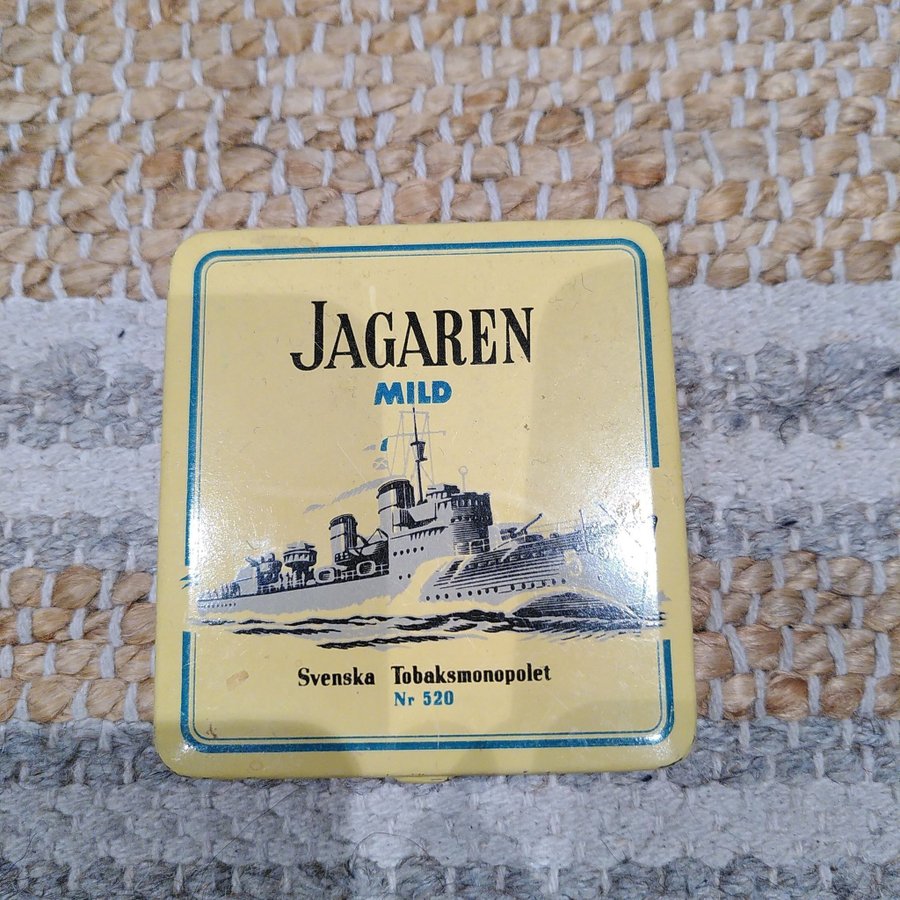 JAGAREN
MILD
Svenska Tobaksmonopolet
Nr 520